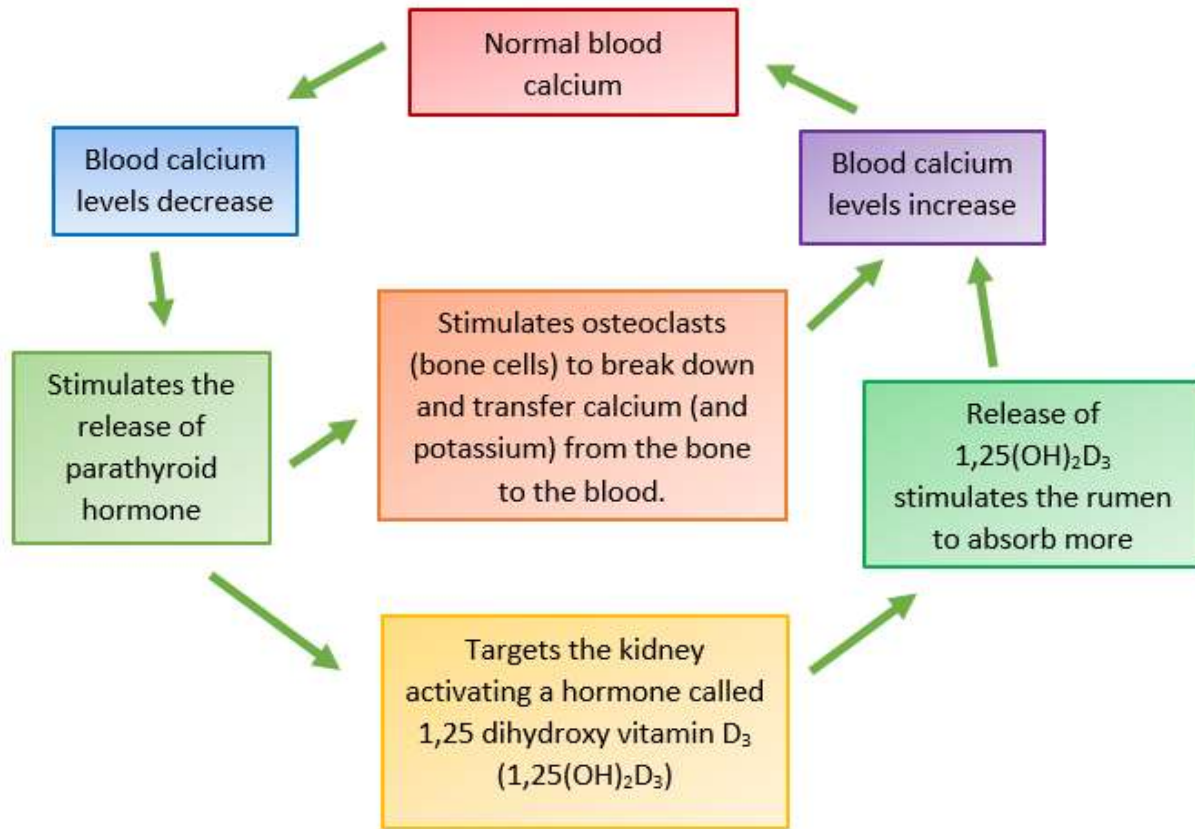 Normal blood
calcium
Blood calcium
levels decrease
Blood calcium
levels increase
Stimulates the
release of
parathyroid
hormone
Stimulates osteoclasts
(bone cells) to break down
and transfer calcium (and
potassium) from the bone
to the blood.
Release of
1,25(OH)₂D₃
stimulates the rumen
to absorb more
Targets the kidney
activating a hormone called
1,25 dihydroxy vitamin D₃
(1,25(OH)₂D₃)